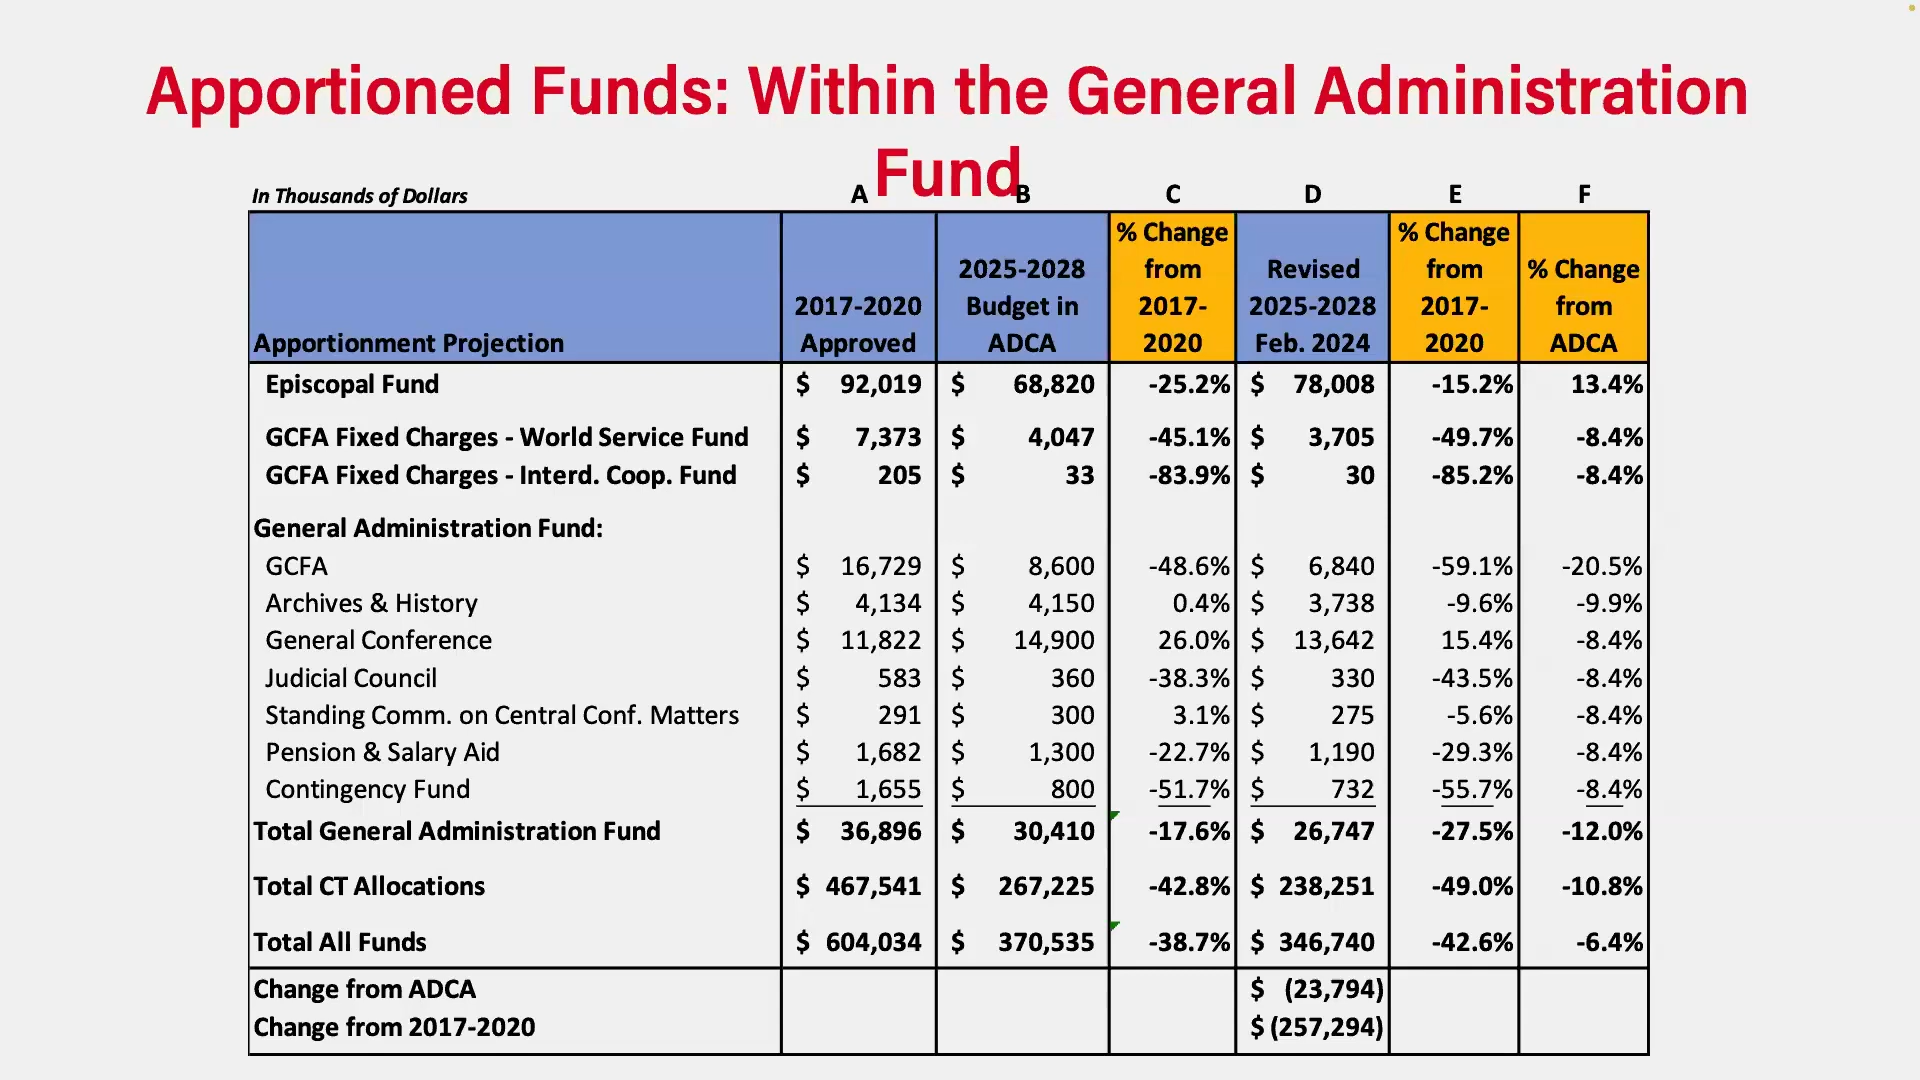 Apportioned Funds: Within the General Administration
Fund
In Thousands of Dollars A B C D E F
Apportionment Projection 2017-2020 Approved 2025-2028 Budget in ADCA % Change from 2017-2020 Revised 2025-2028 Feb. 2024 % Change from 2017-2020 % Change from ADCA
Episcopal Fund $ 92,019 $ 68,820 -25.2% $ 78,008 -15.2% 13.4%
GCFA Fixed Charges - World Service Fund $ 7,373 $ 4,047 -45.1% $ 3,705 -49.7% -8.4%
GCFA Fixed Charges - Interd. Coop. Fund $ 205 $ 33 -83.9% $ 30 -85.2% -8.4%
General Administration Fund:
GCFA $ 16,729 $ 8,600 -48.6% $ 6,840 -59.1% -20.5%
Archives & History $ 4,134 $ 4,150 0.4% $ 3,738 -9.6% -9.9%
General Conference $ 11,822 $ 14,900 26.0% $ 13,642 15.4% -8.4%
Judicial Council $ 583 $ 360 -38.3% $ 330 -43.5% -8.4%
Standing Comm. on Central Conf. Matters $ 291 $ 300 3.1% $ 275 -5.6% -8.4%
Pension & Salary Aid $ 1,682 $ 1,300 -22.7% $ 1,190 -29.3% -8.4%
Contingency Fund $ 1,655 $ 800 -51.7% $ 732 -55.7% -8.4%
Total General Administration Fund $ 36,896 $ 30,410 -17.6% $ 26,747 -27.5% -12.0%
Total CT Allocations $ 467,541 $ 267,225 -42.8% $ 238,251 -49.0% -10.8%
Total All Funds $ 604,034 $ 370,535 -38.7% $ 346,740 -42.6% -6.4%
Change from ADCA $ (23,794)
Change from 2017-2020 $ (257,294)